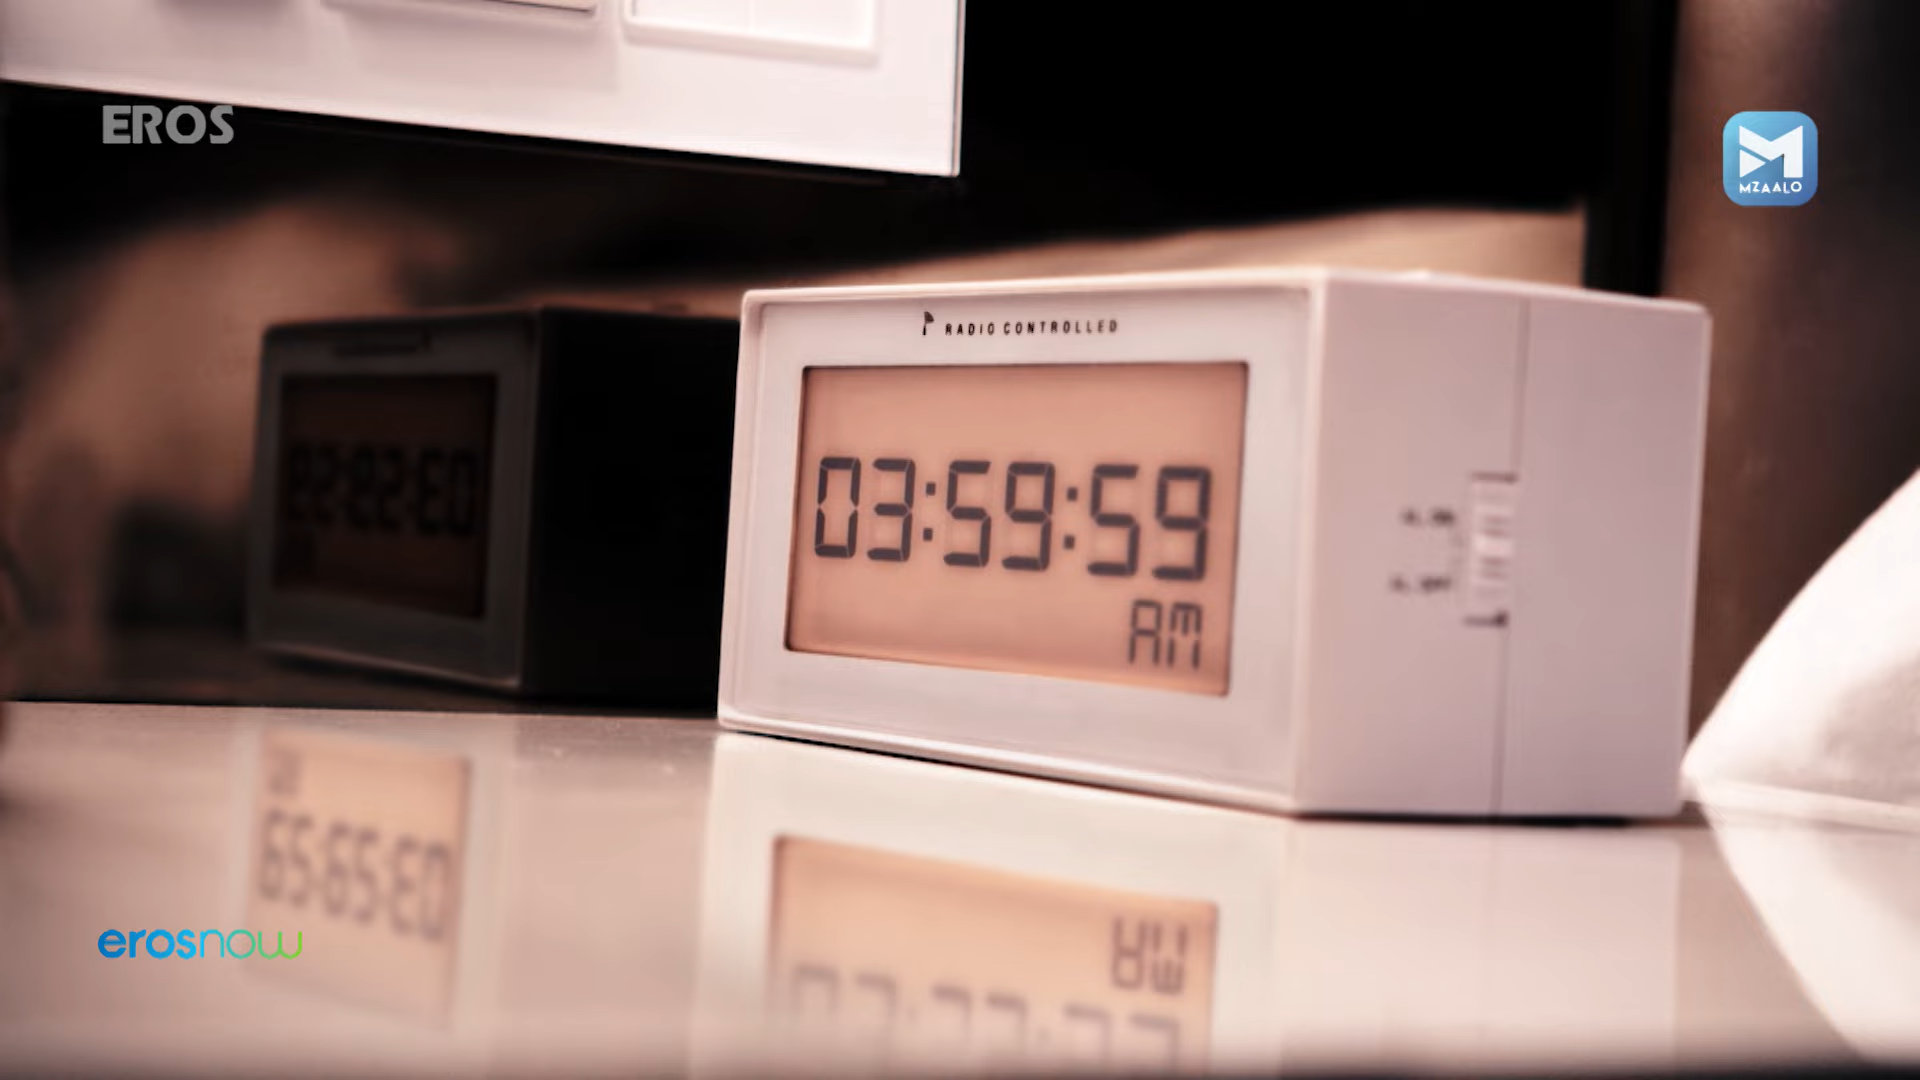 EROS
MZAALO
RADIO CONTROLLED
03:59:59
AM
erosnow